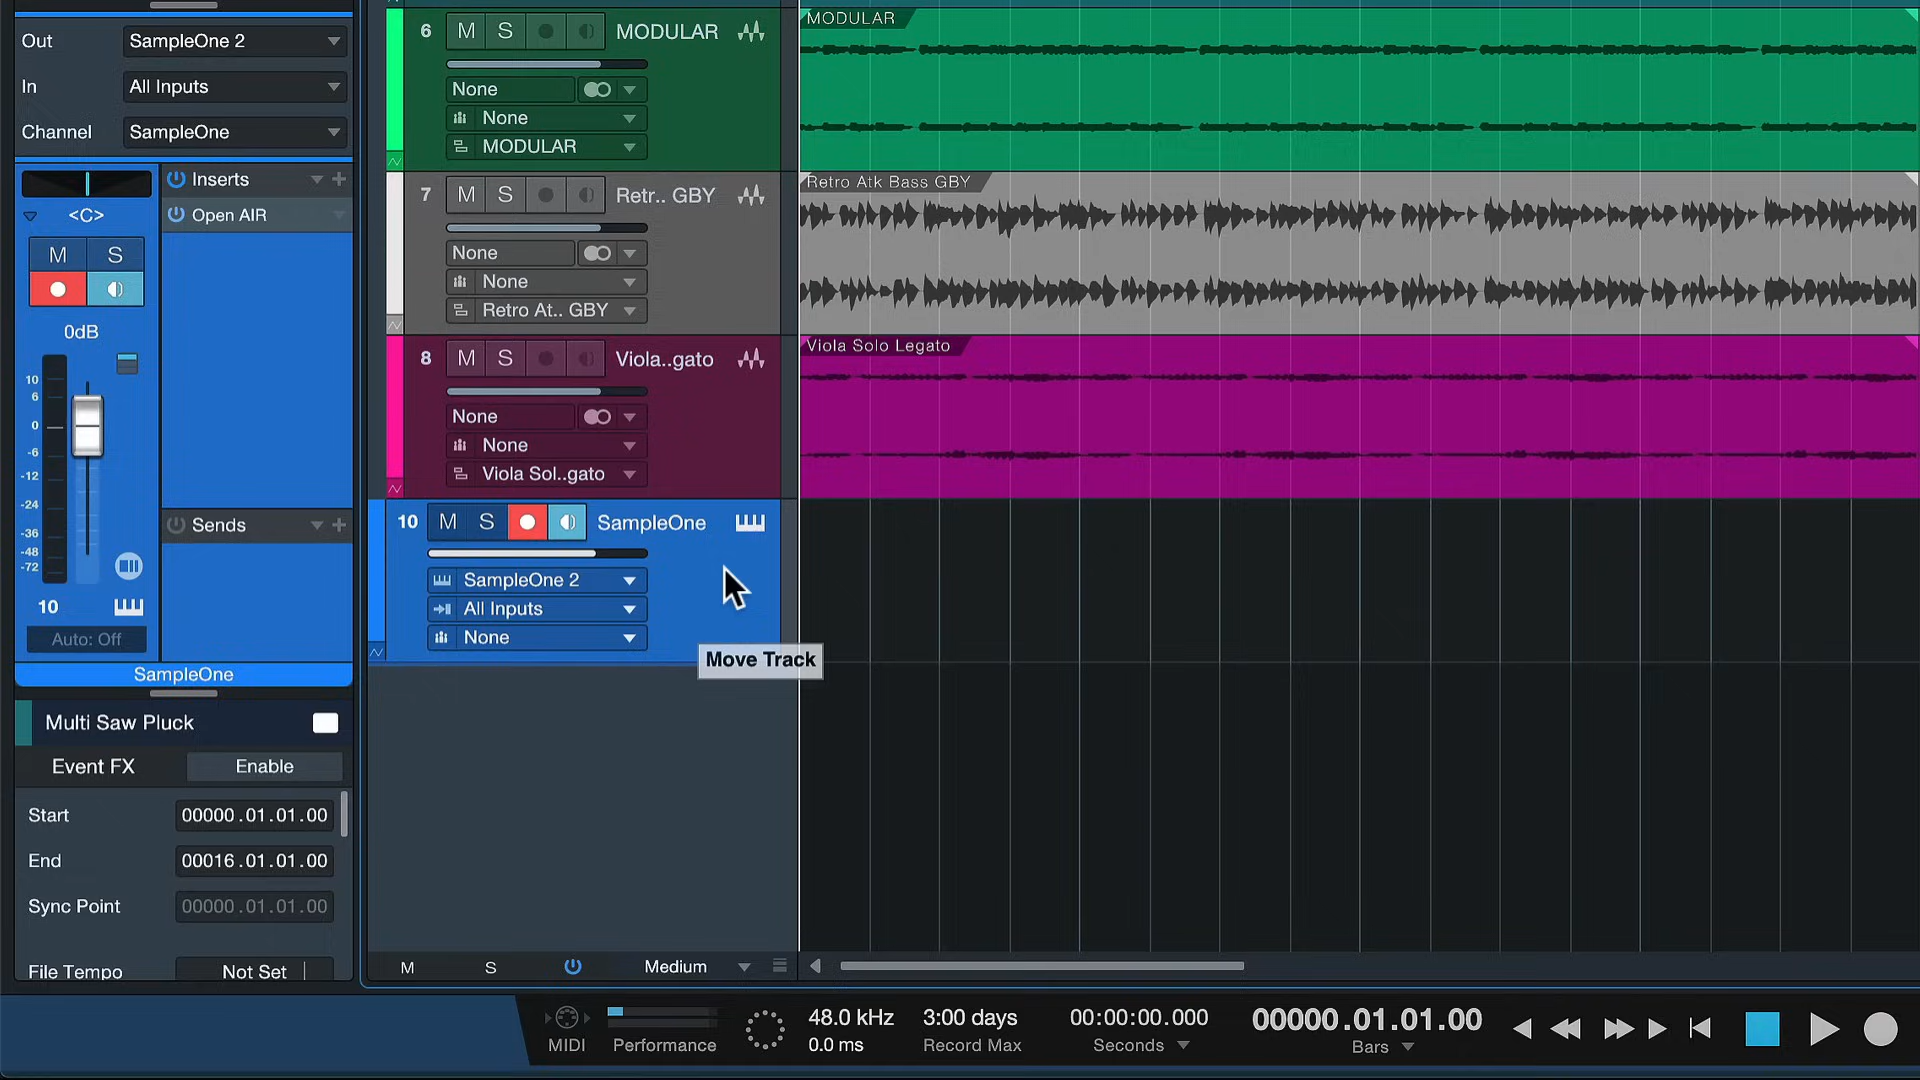 Out SampleOne 2
In All Inputs
Channel SampleOne
<C>
M S
0dB
10
6
0
-6
-12
-24
-36
-48
-72
10
Auto: Off
SampleOne
Inserts
Open AIR
Sends
Multi Saw Pluck
Event FX Enable
Start 00000.01.01.00
End 00016.01.01.00
Sync Point 00000.01.01.00
File Tempo Not Set
6 M S MODULAR
None
None
MODULAR
7 M S Retr.. GBY
None
None
Retro At.. GBY
8 M S Viola..gato
None
None
Viola Sol..gato
10 M S SampleOne
SampleOne 2
All Inputs
None
Move Track
MODULAR
Retro Atk Bass GBY
Viola Solo Legato
M S Medium
MIDI
Performance
48.0 kHz
0.0 ms
3:00 days
Record Max
00:00:00.000
Seconds
00000.01.01.00
Bars